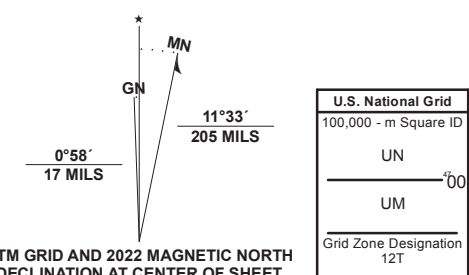 ★
MN
GN
11°33´
205 MILS
0°58´
17 MILS
TM GRID AND 2022 MAGNETIC NORTH
DECLINATION AT CENTER OF SHEET
U.S. National Grid
100,000 - m Square ID
UN
4700
UM
Grid Zone Designation
12T